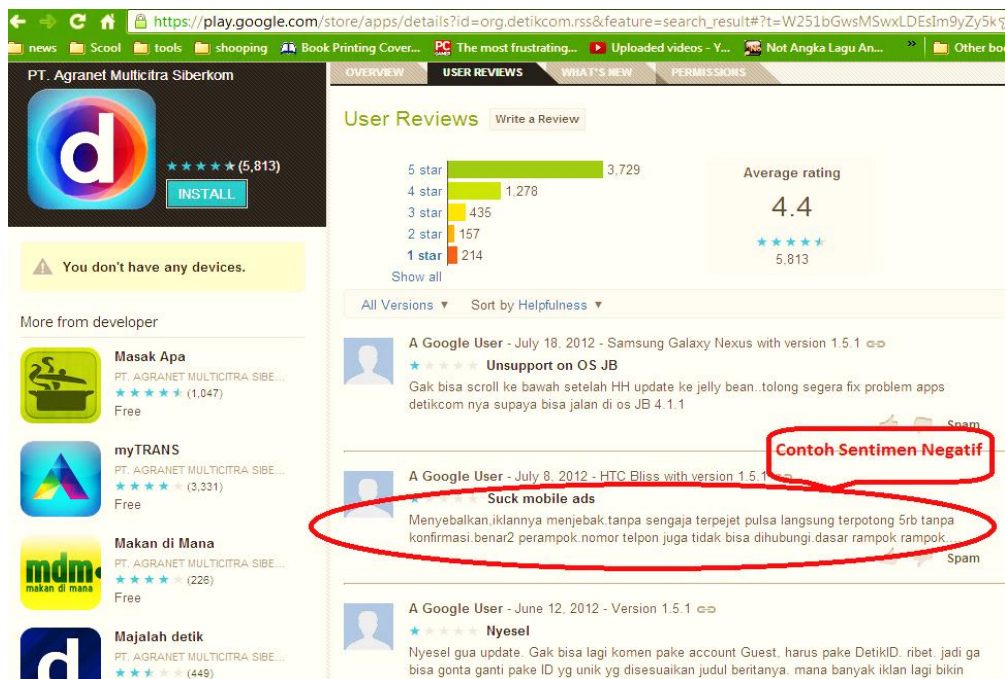 https://play.google.com/store/apps/details?id=org.detikcom.rss&feature=search_result#?t=W251bGwsMSwxLDEsIm9yZy5k
news Scool tools shooping Book Printing Cover... The most frustrating... Uploaded videos - Y... Not Angka Lagu An... » Other boo
PT. Agranet Multicitra Siberkom
d
(5,813)
INSTALL
You don't have any devices.
More from developer
Masak Apa
PT. AGRANET MULTICITRA SIBE...
(1,047)
Free
myTRANS
PT. AGRANET MULTICITRA SIBE...
(3,331)
Free
mdm
makan di mana
Makan di Mana
PT. AGRANET MULTICITRA SIBE...
(226)
Free
d
Majalah detik
PT. AGRANET MULTICITRA SIBE...
(449)
OVERVIEW USER REVIEWS WHAT'S NEW PERMISSIONS
User Reviews Write a Review
5 star 3,729
4 star 1,278
3 star 435
2 star 157
1 star 214
Show all
Average rating
4.4
5,813
All Versions ▼ Sort by Helpfulness ▼
A Google User - July 18, 2012 - Samsung Galaxy Nexus with version 1.5.1
Unsupport on OS JB
Gak bisa scroll ke bawah setelah HH update ke jelly bean..tolong segera fix problem apps
detikcom nya supaya bisa jalan di os JB 4.1.1
Spam
Contoh Sentimen Negatif
A Google User - July 8, 2012 - HTC Bliss with version 1.5.1
Suck mobile ads
Menyebalkan,iklannya menjebak.tanpa sengaja terpejet pulsa langsung terpotong 5rb tanpa
konfirmasi.benar2 perampok.nomor telpon juga tidak bisa dihubungi.dasar rampok rampok....
Spam
A Google User - June 12, 2012 - Version 1.5.1
Nyesel
Nyesel gua update. Gak bisa lagi komen pake account Guest, harus pake DetikID. ribet. jadi ga
bisa gonta ganti pake ID yg unik yg disesuaikan judul beritanya. mana banyak iklan lagi bikin